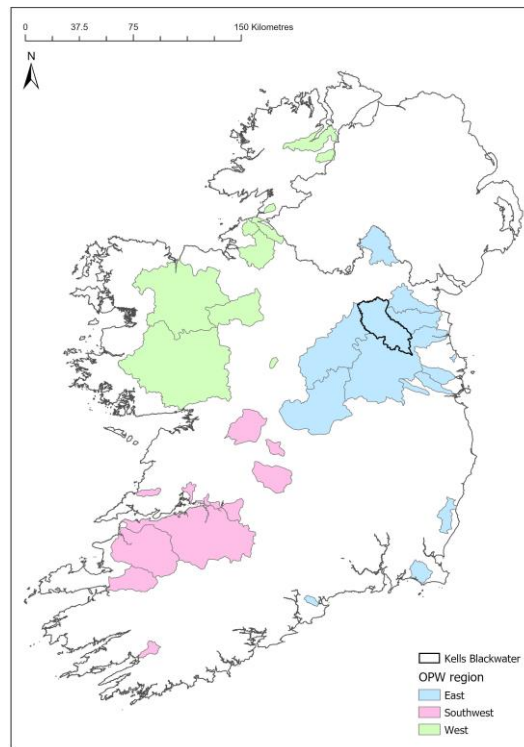 0 37.5 75 150 Kilometres
N
Kells Blackwater
OPW region
East
Southwest
West